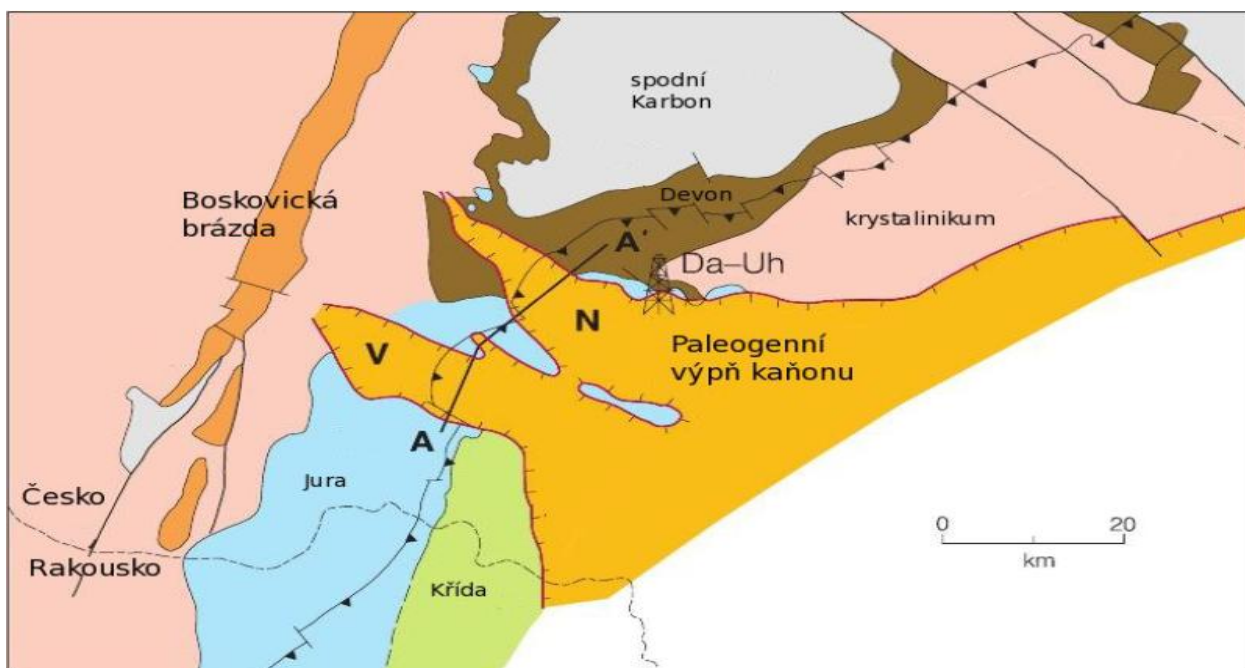 spodní
Karbon
Boskovická
brázda
Devon
krystalinikum
A′
Da–Uh
N
Paleogenní
výpň kaňonu
V
A
Jura
Česko
Rakousko
Křída
0 20
km